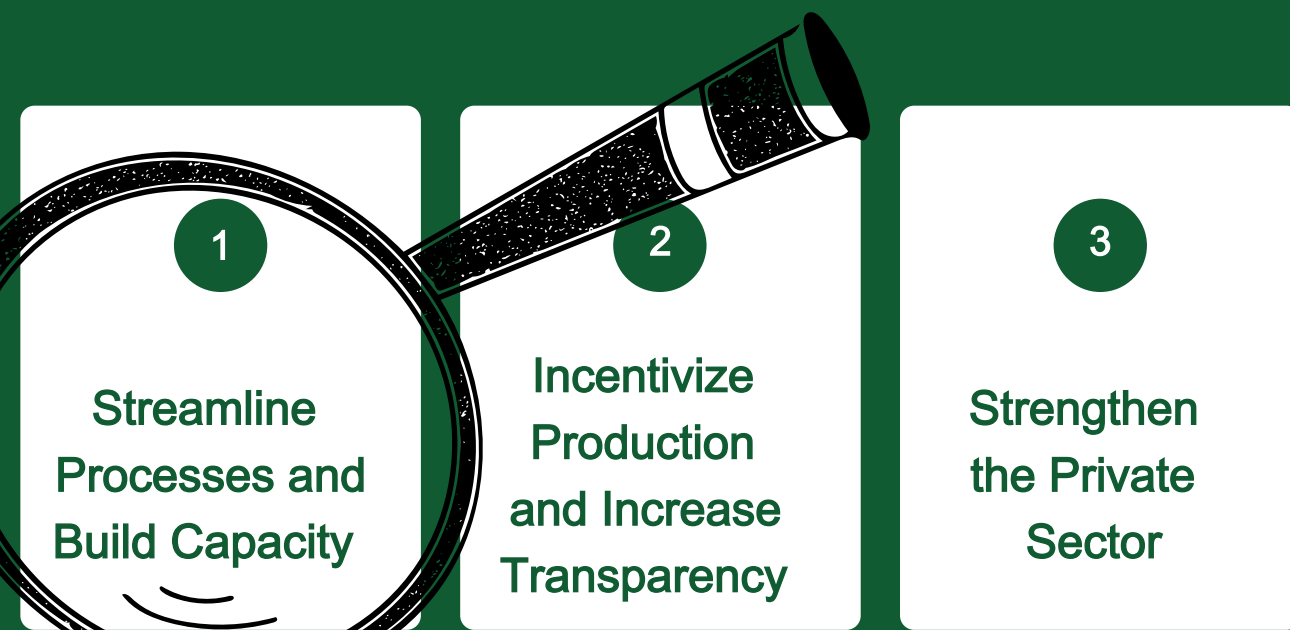 1
Streamline
Processes and
Build Capacity
2
Incentivize
Production
and Increase
Transparency
3
Strengthen
the Private
Sector